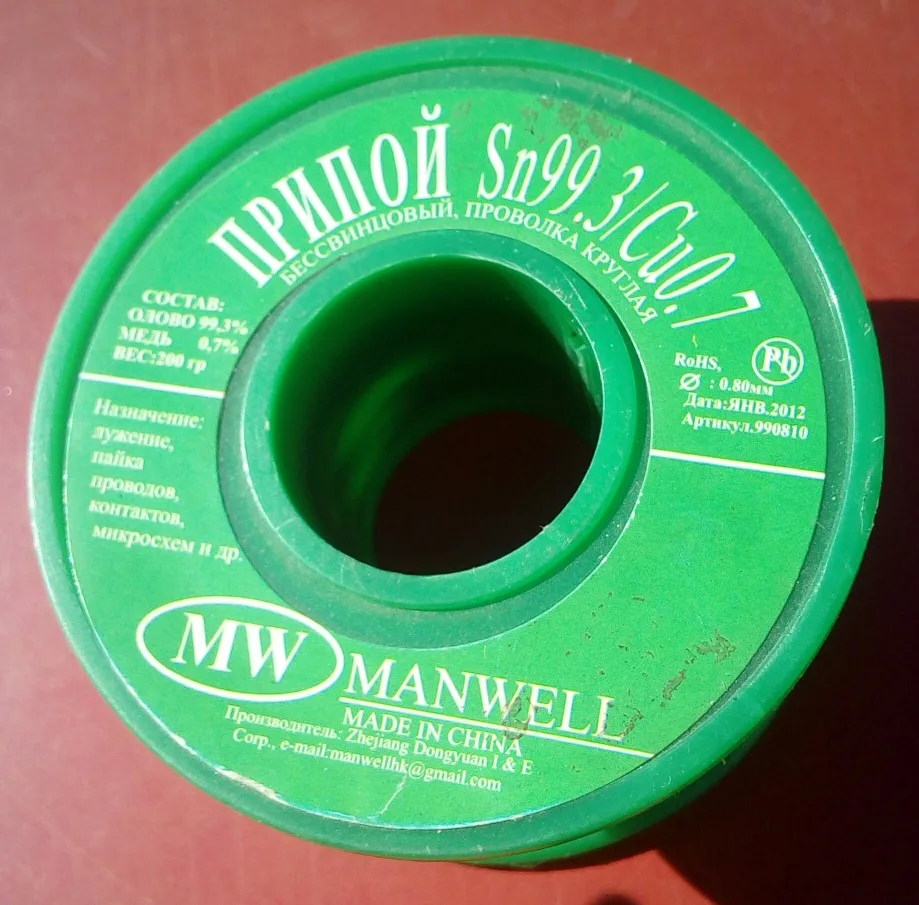 ПРИПОЙ Sn99.3/Cu0.7
БЕССВИНЦОВЫЙ, ПРОВОЛКА КРУГЛАЯ
СОСТАВ:
ОЛОВО 99,3%
МЕДЬ 0,7%
ВЕС:200 гр
RoHS,
Pb
Ø : 0.80мм
Дата:ЯНВ.2012
Артикул.990810
Назначение:
лужение,
пайка
проводов,
контактов,
микросхем и др.
MW
MANWELL
MADE IN CHINA
Производитель: Zhejiang Dongyuan I & E
Corp., e-mail:manwellhk@gmail.com